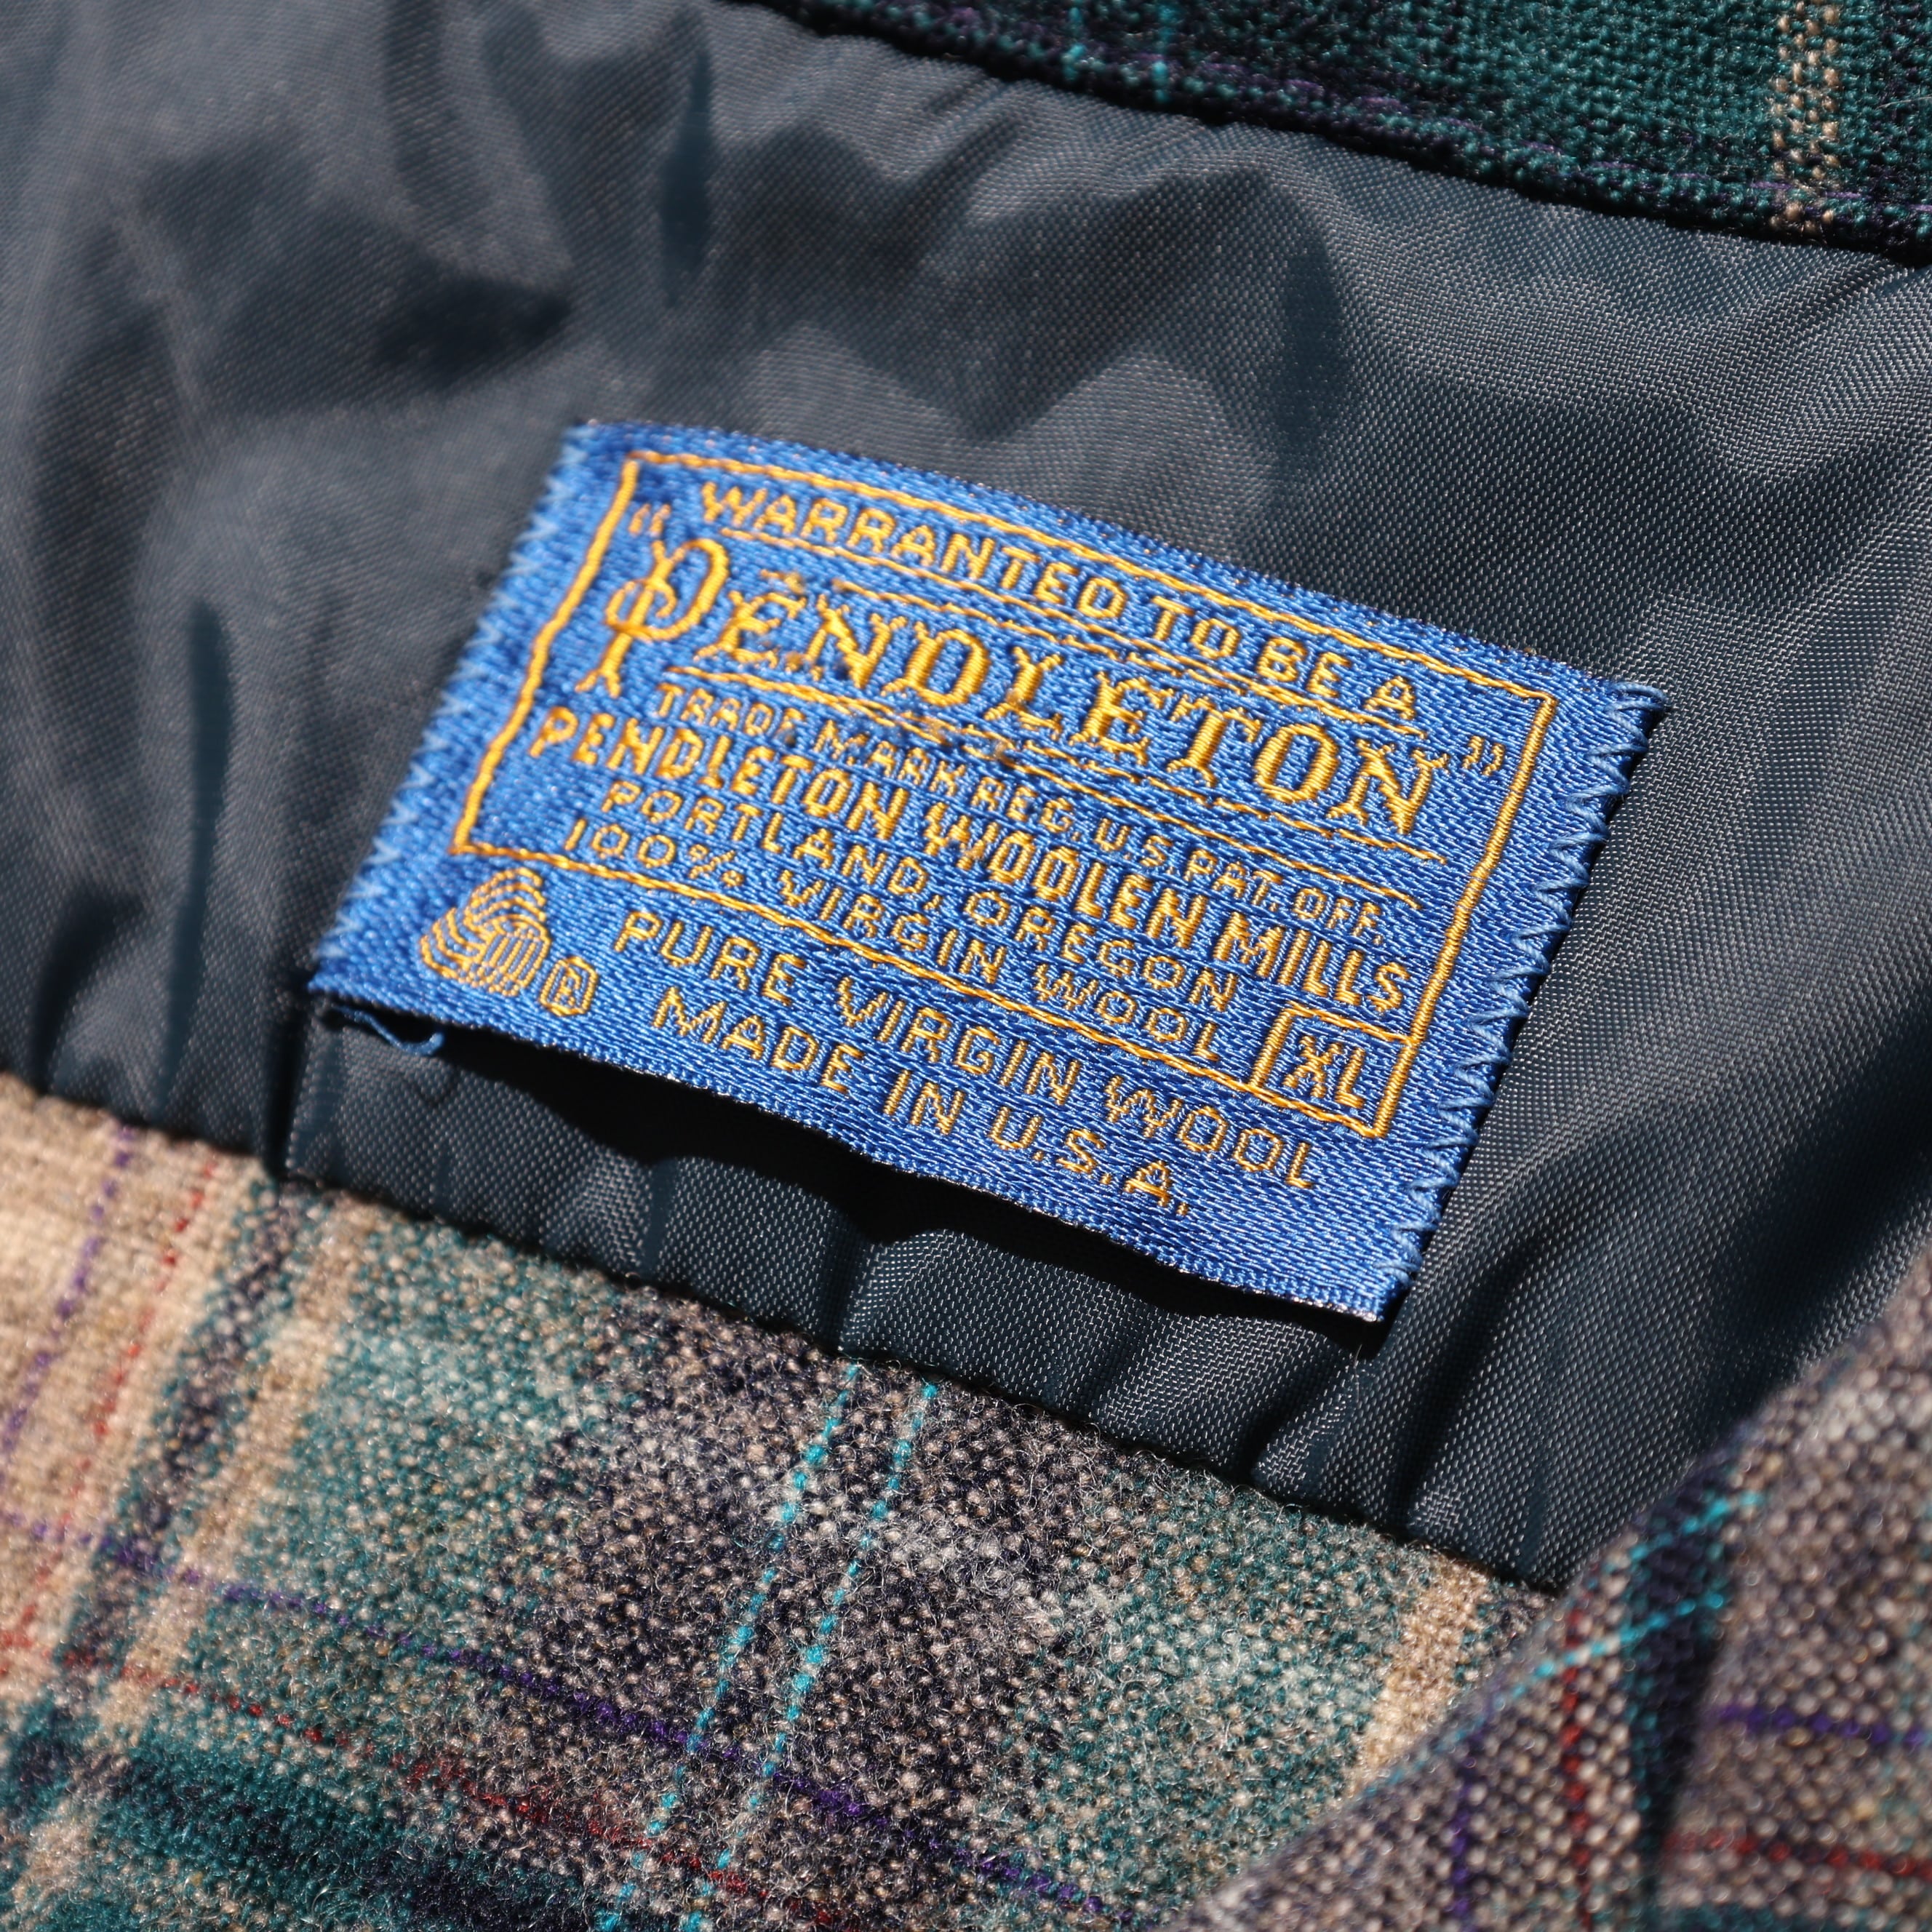 WARRANTED TO BE A
"PENDLETON"
TRADE MARK REG. U.S. PAT. OFF.
PENDLETON WOOLEN MILLS
PORTLAND, OREGON
100% VIRGIN WOOL
XL
PURE VIRGIN WOOL
MADE IN U.S.A.